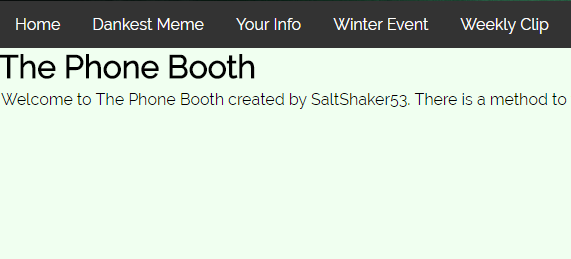 Home Dankest Meme Your Info Winter Event Weekly Clip
The Phone Booth
Welcome to The Phone Booth created by SaltShaker53. There is a method to